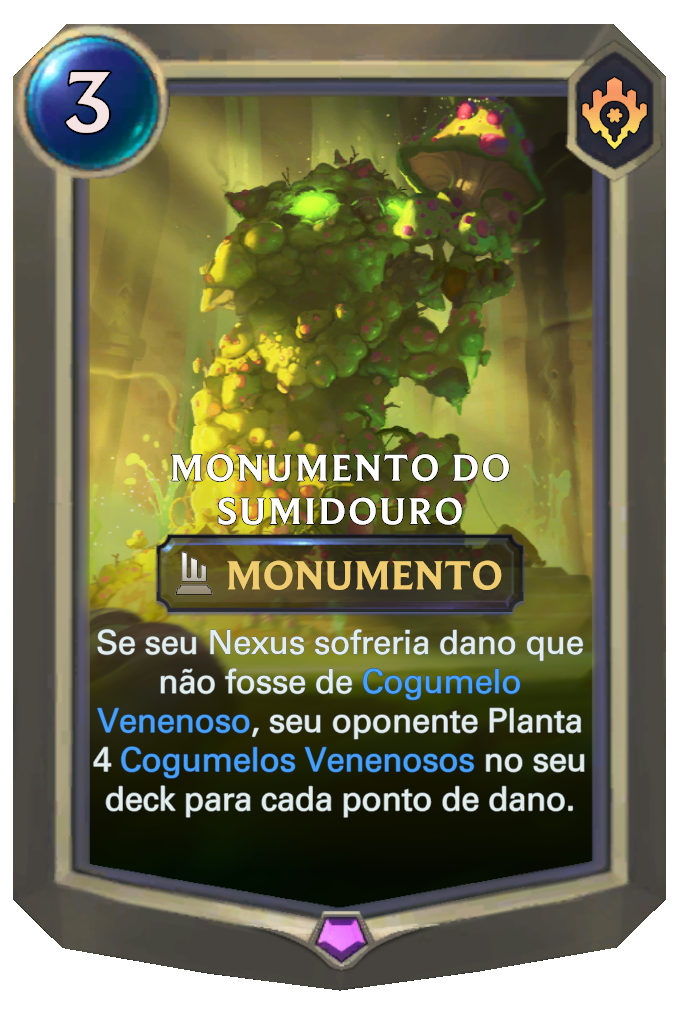 3
MONUMENTO DO
SUMIDOURO
MONUMENTO
Se seu Nexus sofreria dano que
não fosse de Cogumelo
Venenoso, seu oponente Planta
4 Cogumelos Venenosos no seu
deck para cada ponto de dano.